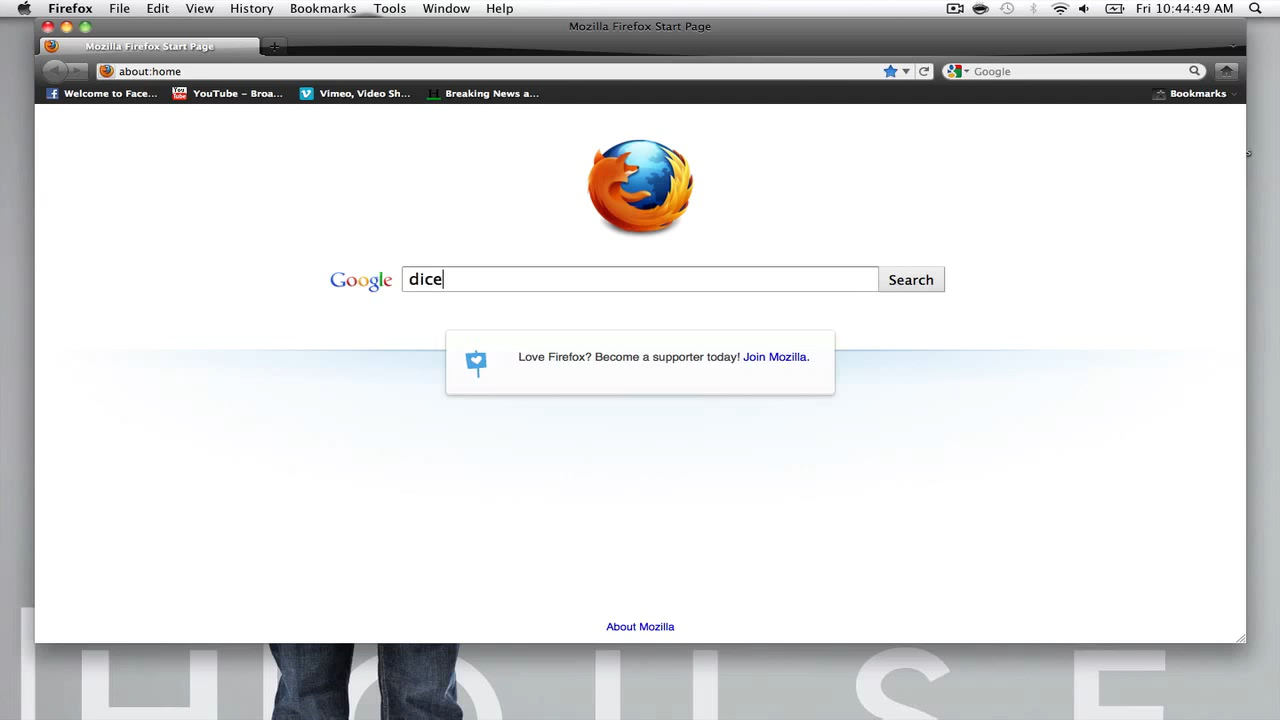 Firefox File Edit View History Bookmarks Tools Window Help Fri 10:44:49 AM
Mozilla Firefox Start Page
Mozilla Firefox Start Page
about:home Google
Welcome to Face... YouTube – Broa... Vimeo, Video Sh... Breaking News a... Bookmarks
Google dice Search
Love Firefox? Become a supporter today! Join Mozilla.
About Mozilla
HOUSE